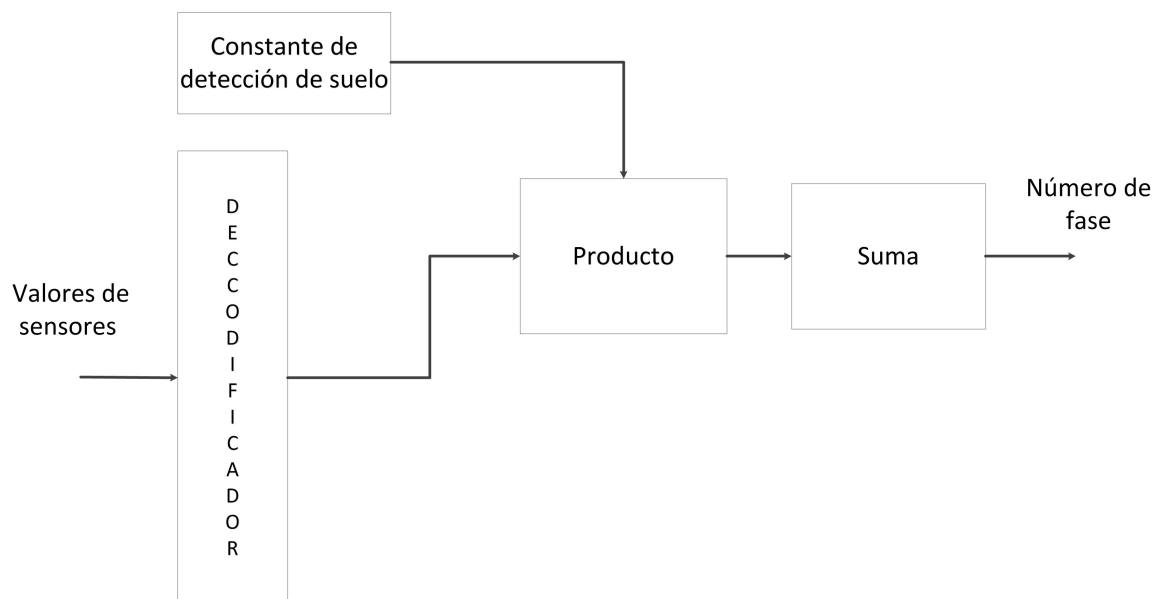 Constante de
detección de suelo
D
E
C
C
O
D
I
F
I
C
A
D
O
R
Valores de
sensores
Producto
Suma
Número de
fase